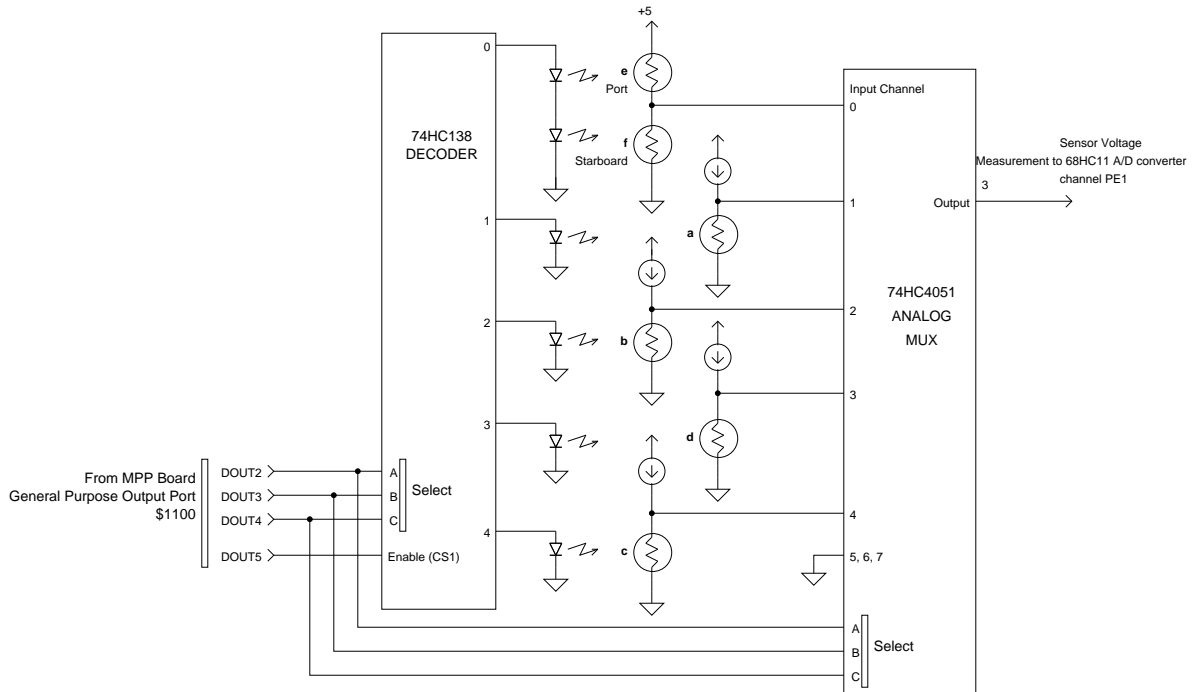 +5
0
e
Port
Input Channel
0
74HC138
DECODER
f
Starboard
Sensor Voltage
Measurement to 68HC11 A/D converter
channel PE1
3
1
Output
1
a
74HC4051
ANALOG
MUX
2
2
b
3
3
d
From MPP Board
General Purpose Output Port
$1100
DOUT2
DOUT3
DOUT4
DOUT5
A
B
C
Select
Enable (CS1)
4
4
c
5, 6, 7
A
B
C
Select